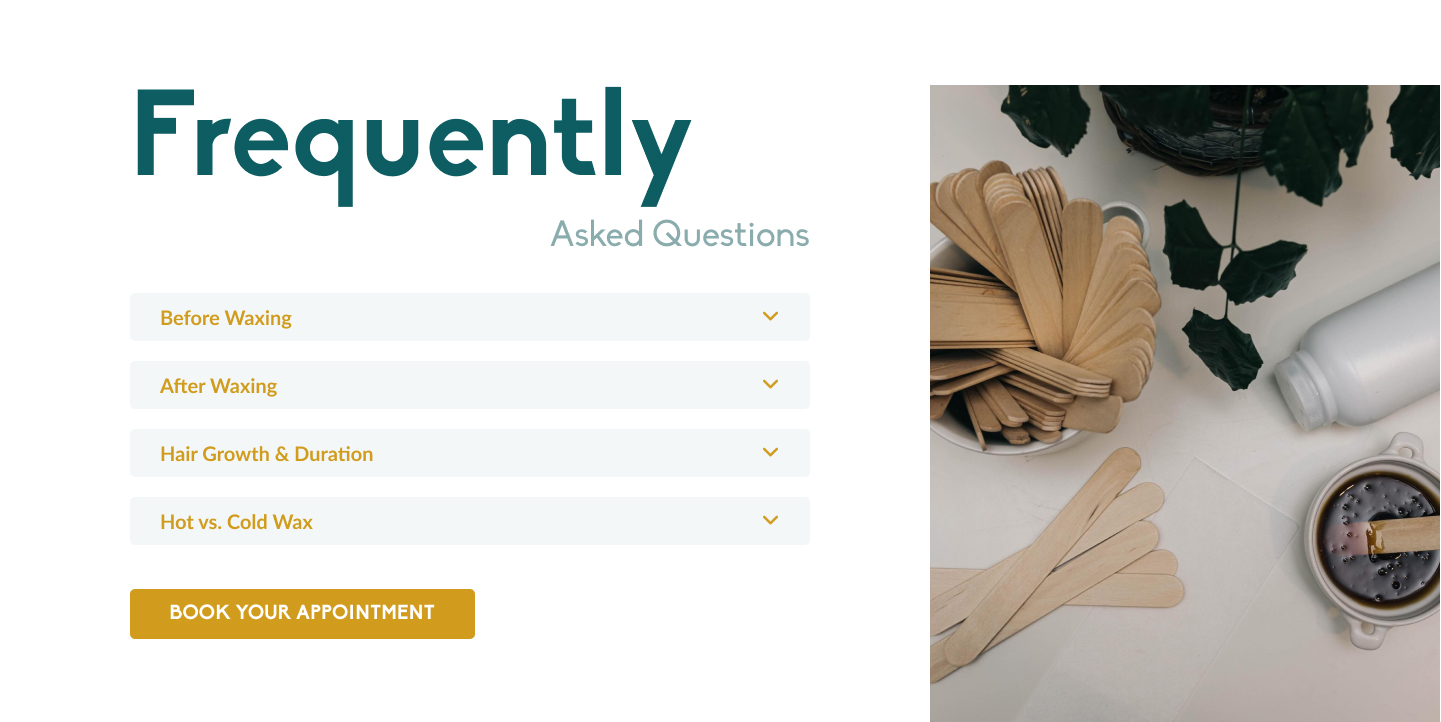 Frequently
Asked Questions
Before Waxing
After Waxing
Hair Growth & Duration
Hot vs. Cold Wax
BOOK YOUR APPOINTMENT